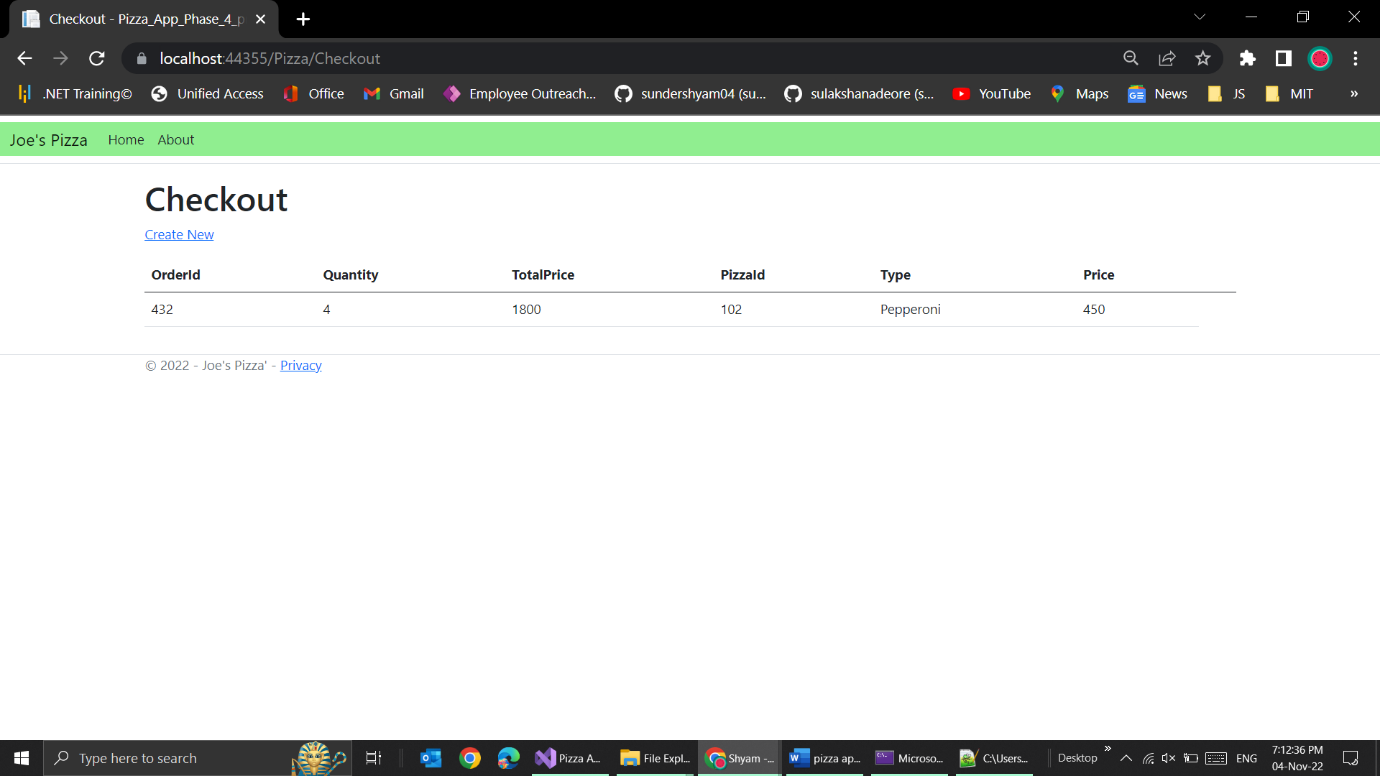 Checkout - Pizza_App_Phase_4_p
localhost:44355/Pizza/Checkout
.NET Training© Unified Access Office Gmail Employee Outreach... sundershyam04 (su... sulakshanadeore (s... YouTube Maps News JS MIT »
Joe's Pizza Home About
Checkout
Create New
OrderId Quantity TotalPrice PizzaId Type Price
432 4 1800 102 Pepperoni 450
© 2022 - Joe's Pizza' - Privacy
Type here to search Pizza A... File Expl... Shyam -... pizza ap... Microso... C:\Users... Desktop » ENG 7:12:36 PM
04-Nov-22